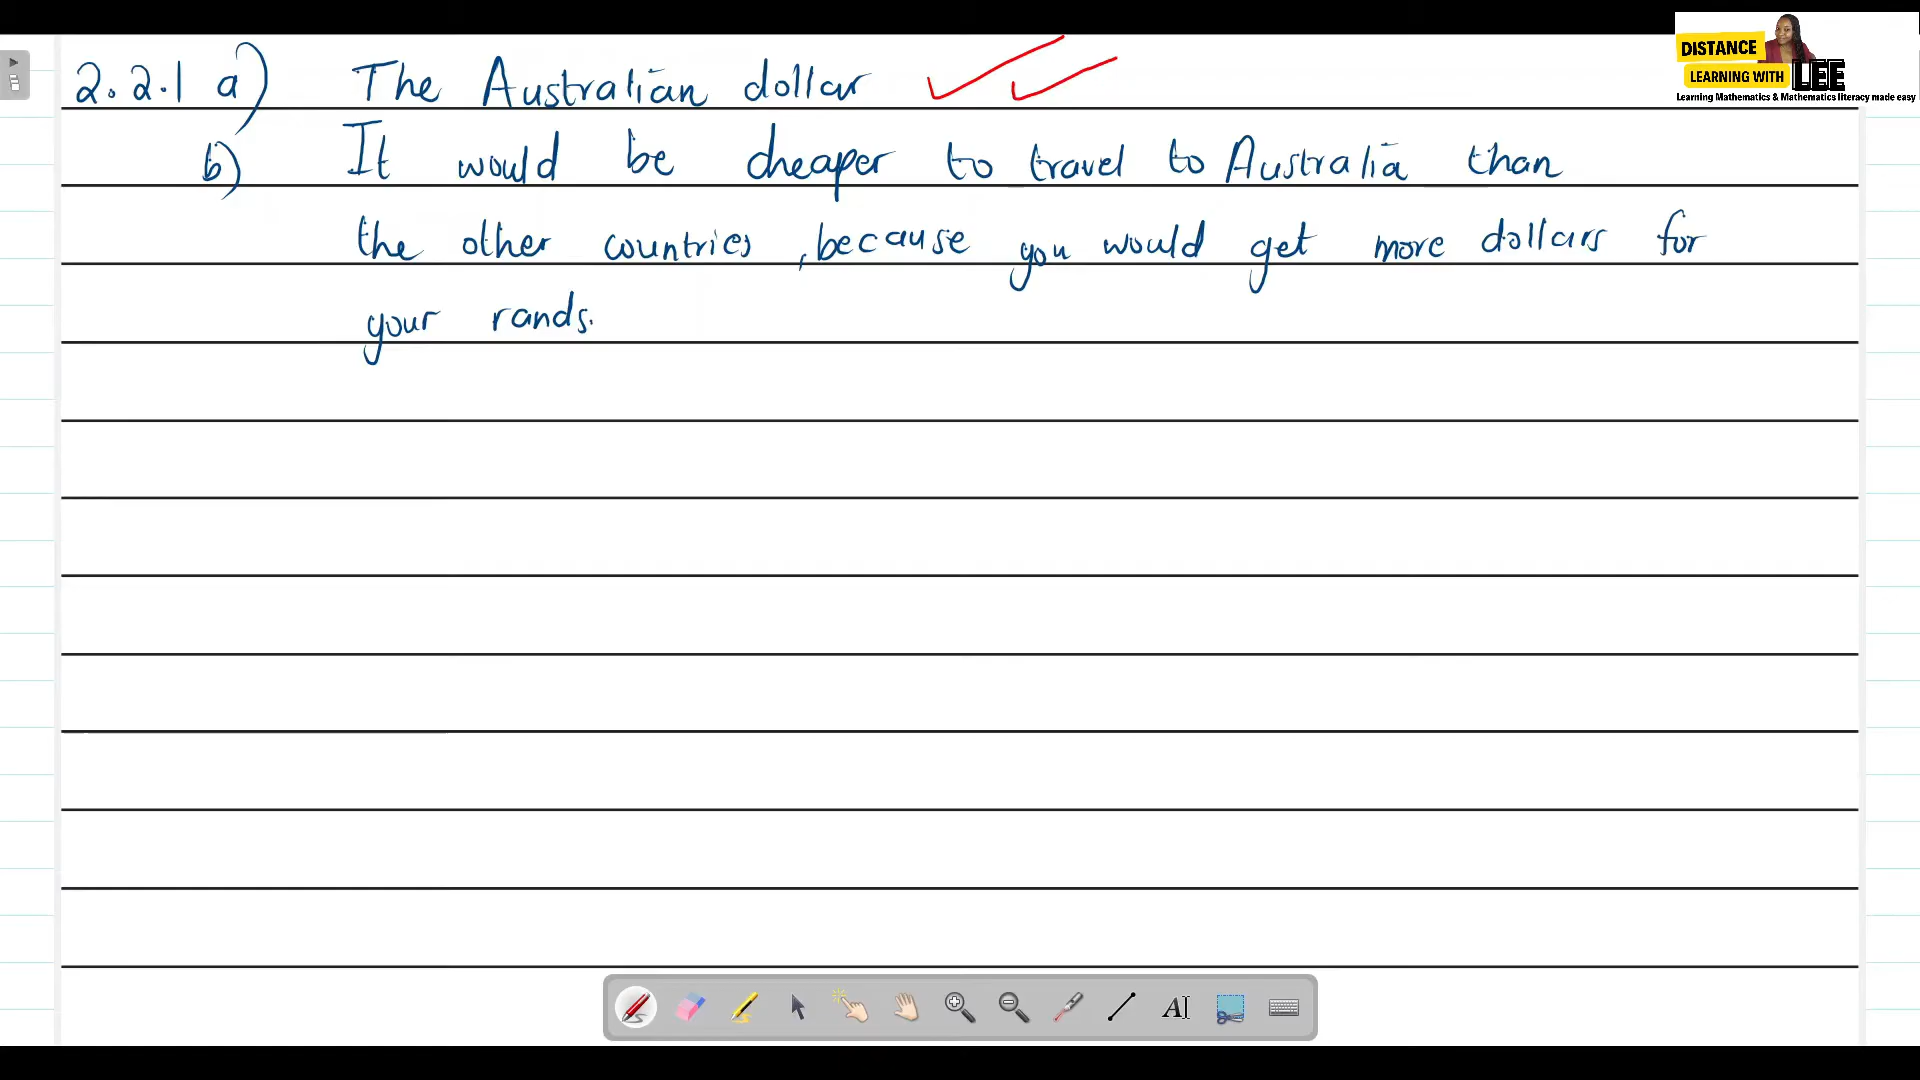 2.2.1 a) The Australian dollar
b) It would be cheaper to travel to Australia than
the other countries, because you would get more dollars for
your rands.
DISTANCE
LEARNING WITH LEE
Learning Mathematics & Mathematics literacy made easy
A